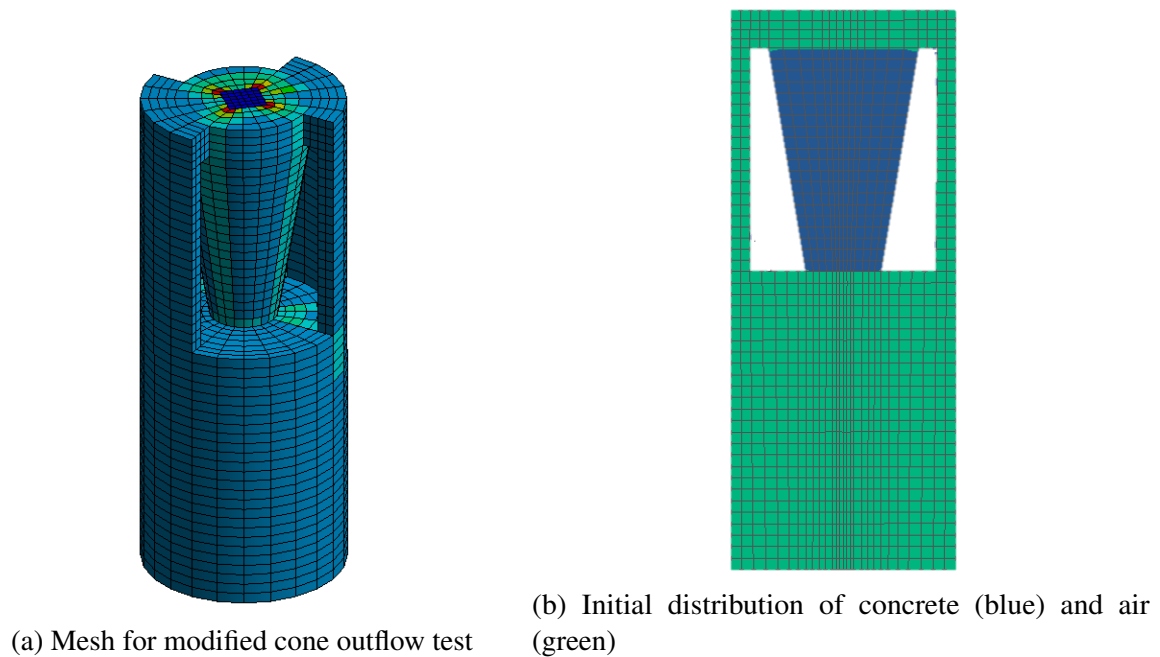 (a) Mesh for modified cone outflow test
(b) Initial distribution of concrete (blue) and air
(green)